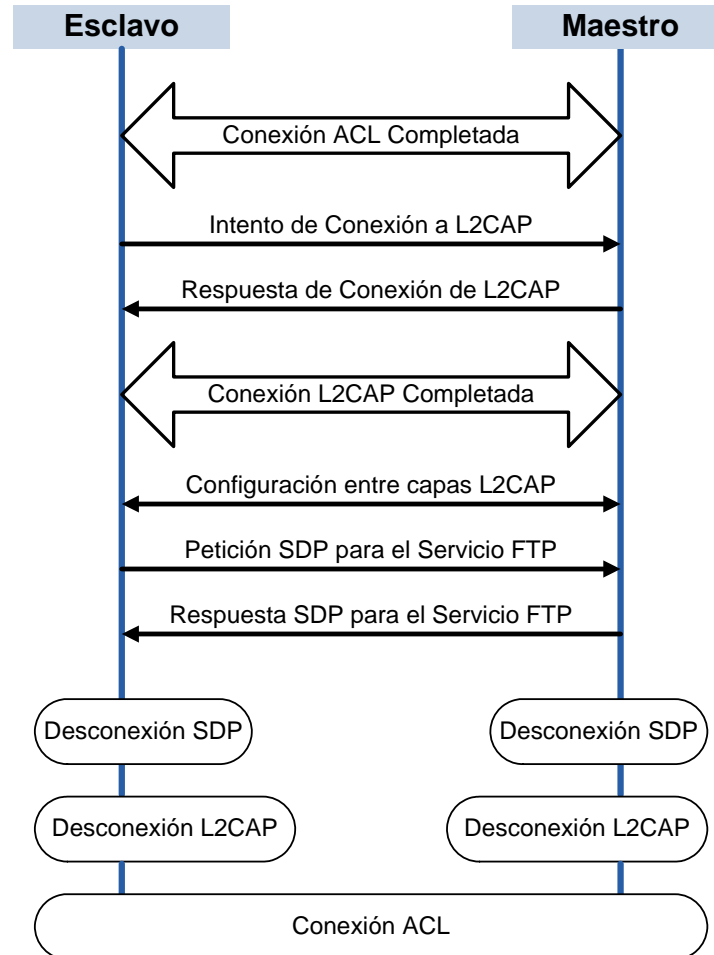 Esclavo
Maestro
Conexión ACL Completada
Intento de Conexión a L2CAP
Respuesta de Conexión de L2CAP
Conexión L2CAP Completada
Configuración entre capas L2CAP
Petición SDP para el Servicio FTP
Respuesta SDP para el Servicio FTP
Desconexión SDP
Desconexión SDP
Desconexión L2CAP
Desconexión L2CAP
Conexión ACL